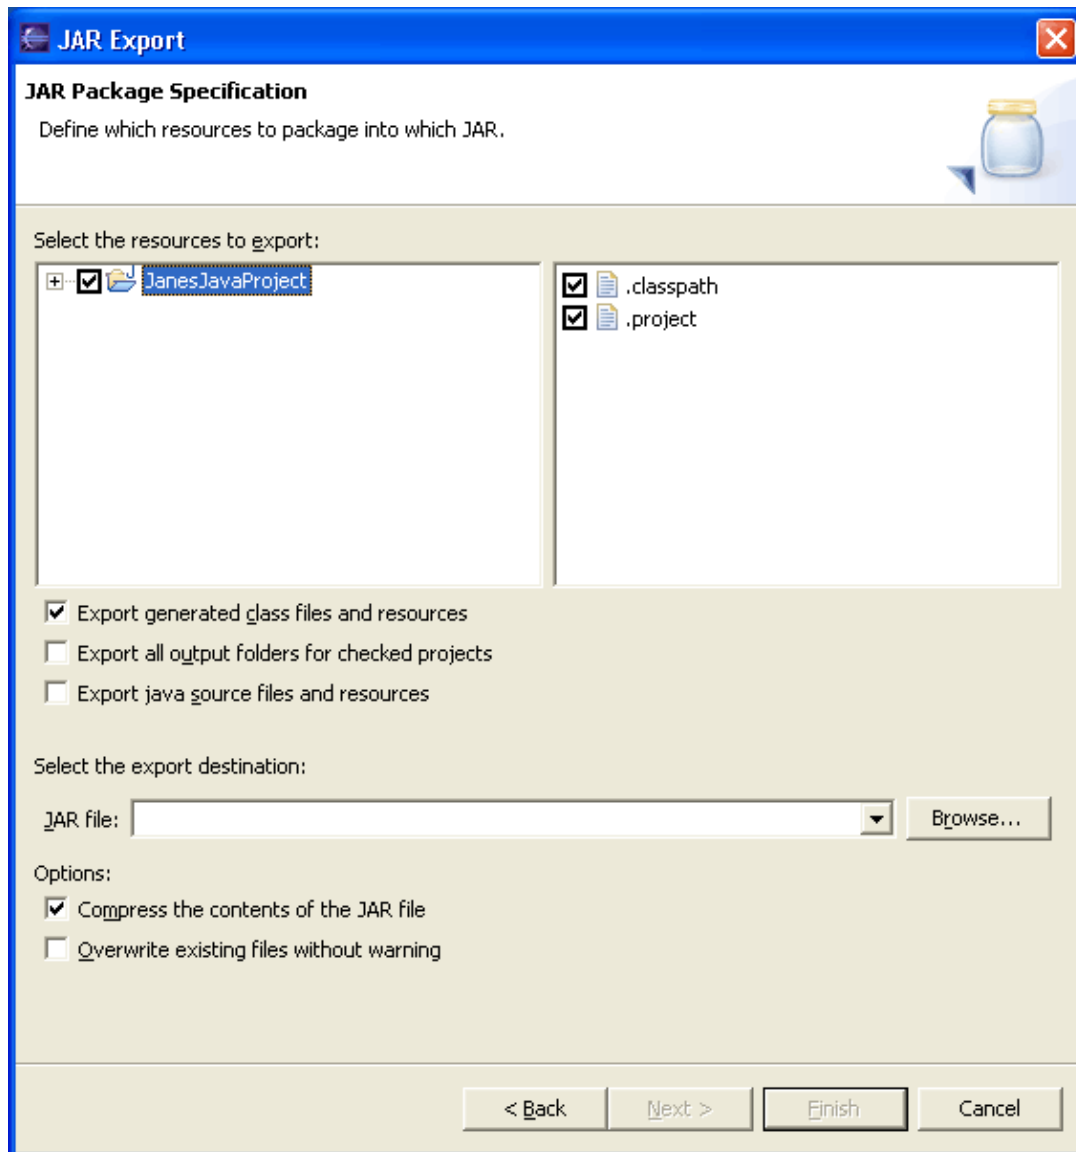 JAR Export
JAR Package Specification
Define which resources to package into which JAR.
Select the resources to export:
JanesJavaProject
.classpath
.project
Export generated class files and resources
Export all output folders for checked projects
Export java source files and resources
Select the export destination:
JAR file:
Browse...
Options:
Compress the contents of the JAR file
Overwrite existing files without warning
< Back
Next >
Finish
Cancel